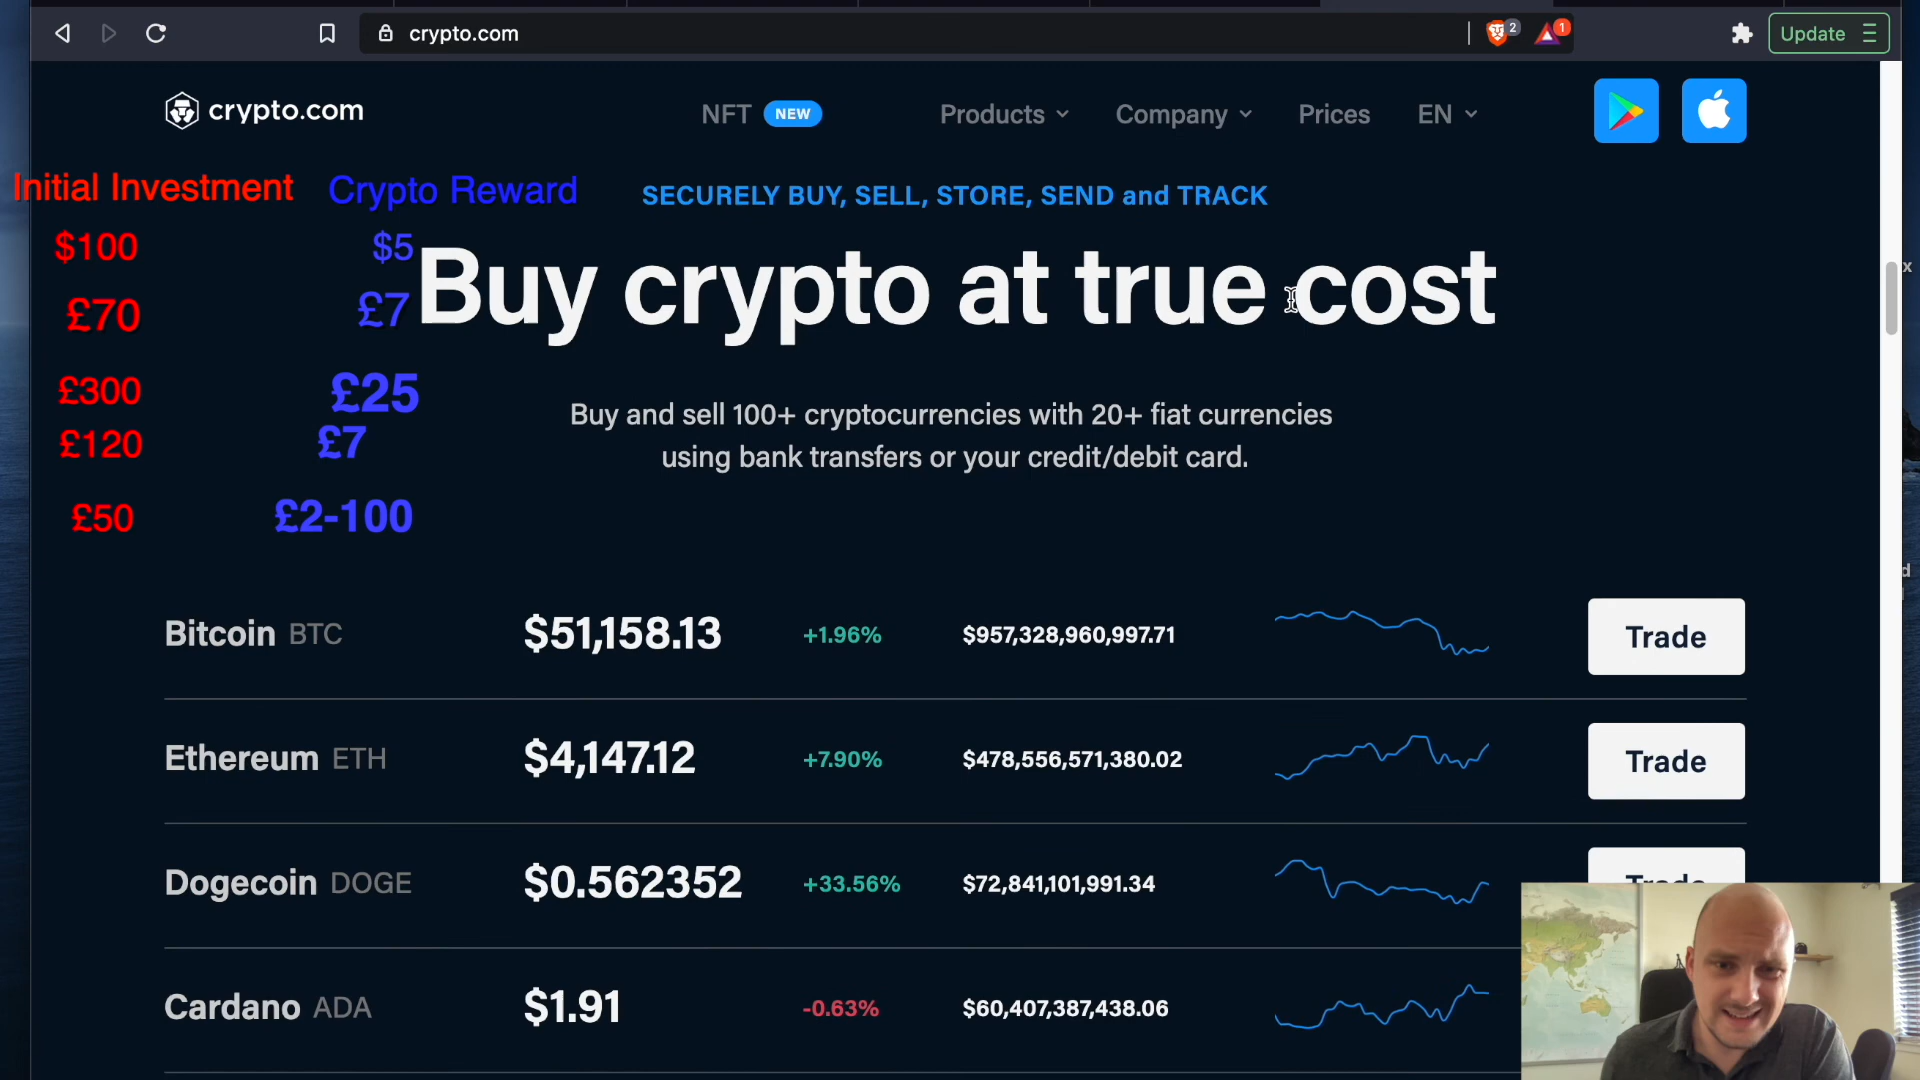 crypto.com
2
1
Update
crypto.com
NFT NEW Products Company Prices EN
Initial Investment Crypto Reward
SECURELY BUY, SELL, STORE, SEND and TRACK
$100 $5
Buy crypto at true cost
£70 £7
£300 £25
Buy and sell 100+ cryptocurrencies with 20+ fiat currencies
£120 £7
using bank transfers or your credit/debit card.
£50 £2-100
Bitcoin BTC $51,158.13 +1.96% $957,328,960,997.71 Trade
Ethereum ETH $4,147.12 +7.90% $478,556,571,380.02 Trade
Dogecoin DOGE $0.562352 +33.56% $72,841,101,991.34 Trade
Cardano ADA $1.91 -0.63% $60,407,387,438.06